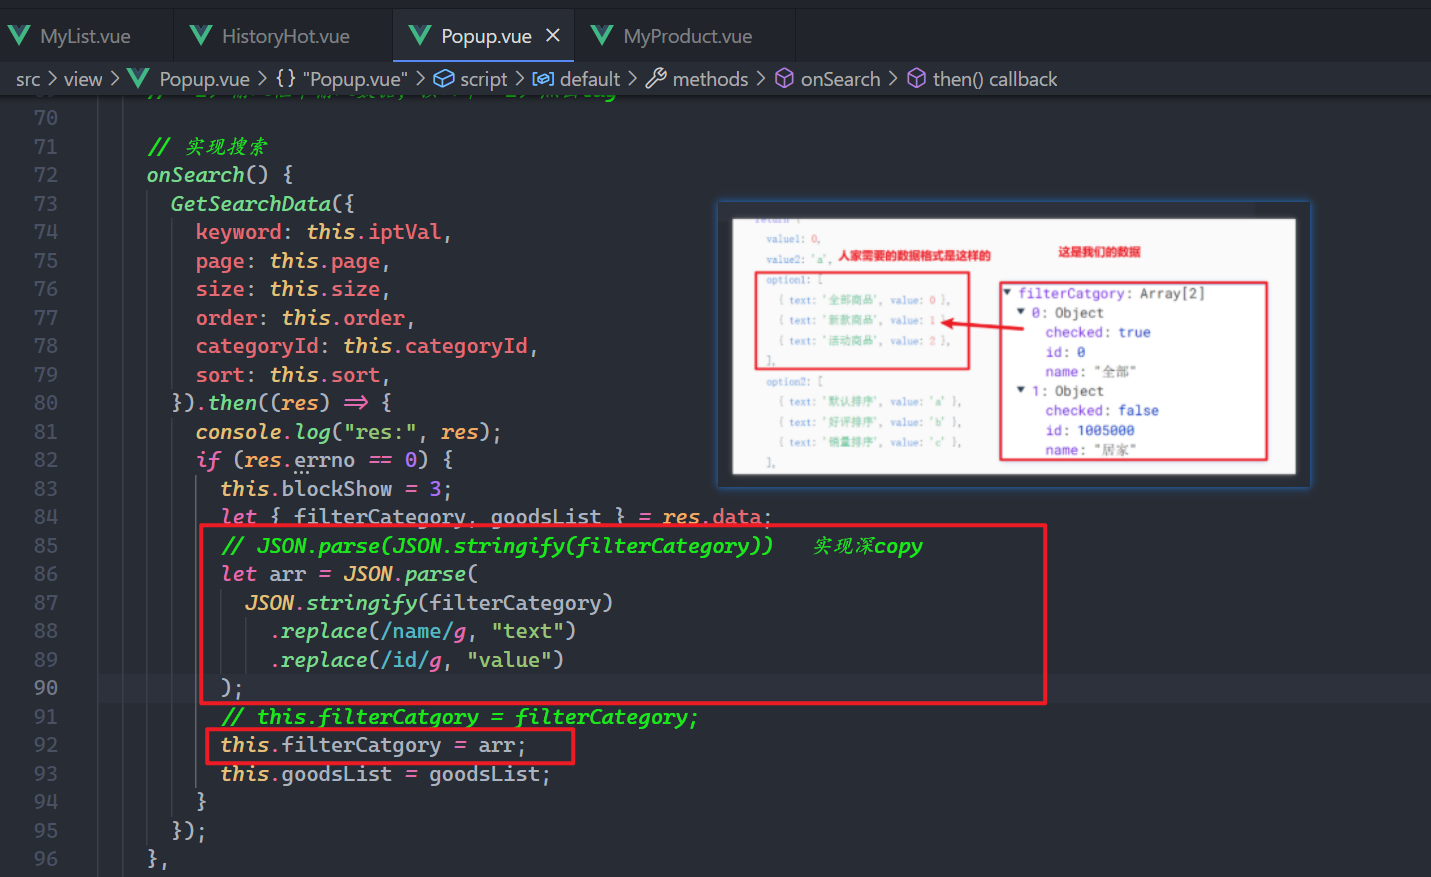 MyList.vue
HistoryHot.vue
Popup.vue
MyProduct.vue
src > view > Popup.vue > {} "Popup.vue" > script > default > methods > onSearch > then() callback
70
71 // 实现搜索
72 onSearch() {
73 GetSearchData({
74 keyword: this.iptVal,
75 page: this.page,
76 size: this.size,
77 order: this.order,
78 categoryId: this.categoryId,
79 sort: this.sort,
80 }).then((res) => {
81 console.log("res:", res);
82 if (res.errno == 0) {
83 this.blockShow = 3;
84 let { filterCategory, goodsList } = res.data;
85 // JSON.parse(JSON.stringify(filterCategory)) 实现深copy
86 let arr = JSON.parse(
87 JSON.stringify(filterCategory)
88 .replace(/name/g, "text")
89 .replace(/id/g, "value")
90 );
91 // this.filterCatgory = filterCategory;
92 this.filterCatgory = arr;
93 this.goodsList = goodsList;
94 }
95 });
96 },
return {
value1: 0,
value2: 'a',
人家需要的数据格式是这样的
option1: [
{ text: '全部商品', value: 0 },
{ text: '新款商品', value: 1 },
{ text: '活动商品', value: 2 },
],
option2: [
{ text: '默认排序', value: 'a' },
{ text: '好评排序', value: 'b' },
{ text: '销量排序', value: 'c' },
],
这是我们的数据
filterCatgory: Array[2]
0: Object
checked: true
id: 0
name: "全部"
1: Object
checked: false
id: 1005000
name: "居家"